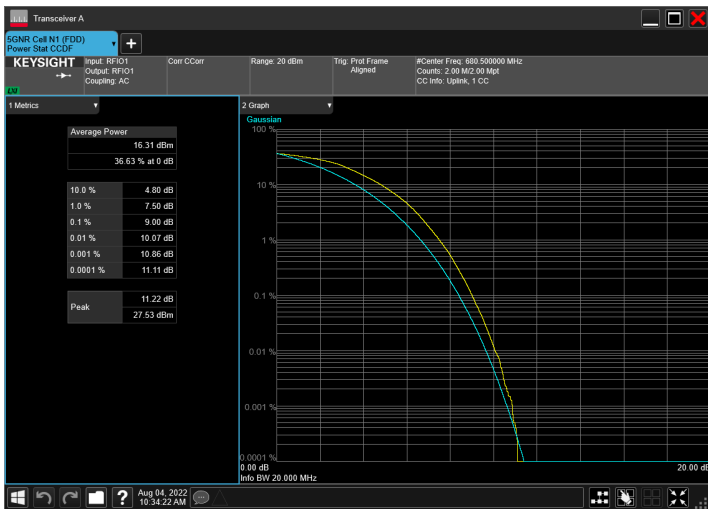 Transceiver A
5GNR Cell N1 (FDD)
Power Stat CCDF
KEYSIGHT
LXI
Input: RFIO1
Output: RFIO1
Coupling: AC
Corr CCorr
Range: 20 dBm
Trig: Prot Frame
Aligned
#Center Freq: 680.500000 MHz
Counts: 2.00 M/2.00 Mpt
CC Info: Uplink, 1 CC
1 Metrics
Average Power
16.31 dBm
36.63 % at 0 dB
10.0 % 4.80 dB
1.0 % 7.50 dB
0.1 % 9.00 dB
0.01 % 10.07 dB
0.001 % 10.86 dB
0.0001 % 11.11 dB
Peak
11.22 dB
27.53 dBm
2 Graph
Gaussian
100 %
10 %
1 %
0.1 %
0.01 %
0.001 %
0.0001 %
0.00 dB
20.00 dB
Info BW 20.000 MHz
?
Aug 04, 2022
10:34:22 AM